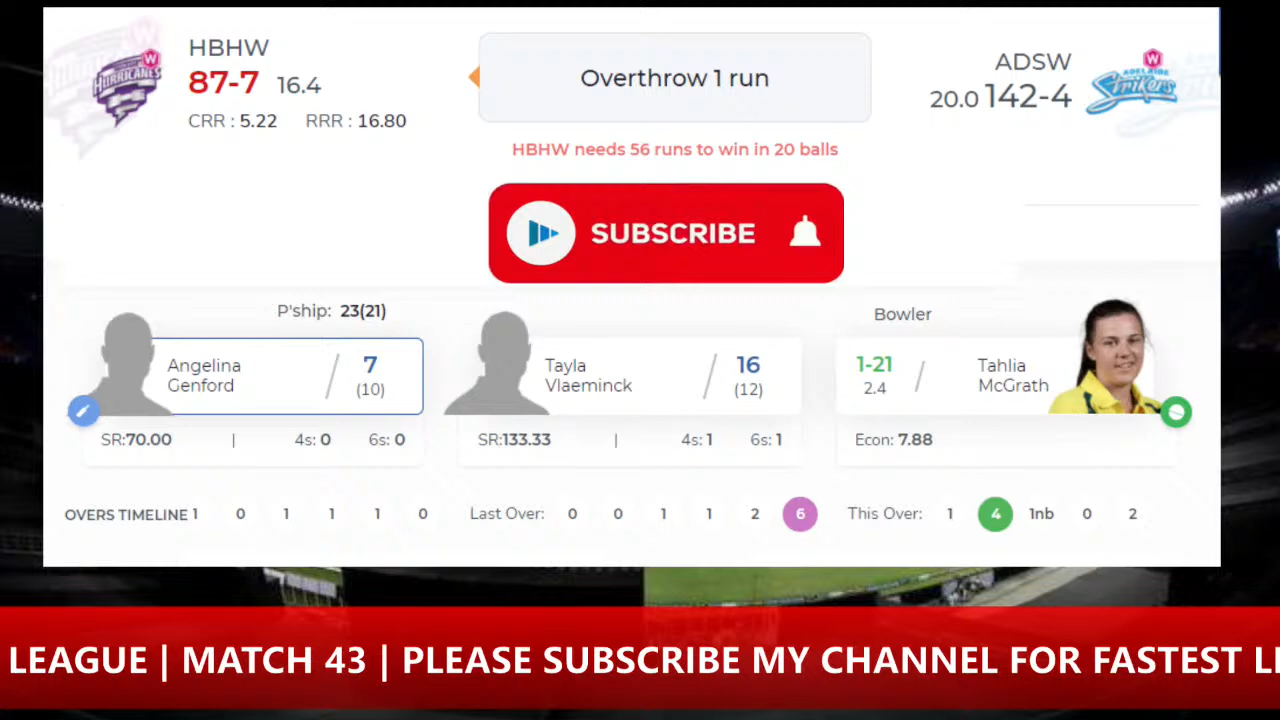 HBHW
87-7 16.4
CRR : 5.22 RRR : 16.80
Overthrow 1 run
HBHW needs 56 runs to win in 20 balls
ADSW
20.0 142-4
HURRICANES
W
ADELAIDE
Strikers
W
SUBSCRIBE
P'ship: 23(21)
Bowler
Angelina Genford / 7 (10)
Tayla Vlaeminck / 16 (12)
1-21 2.4 / Tahlia McGrath
SR:70.00 | 4s: 0 6s: 0
SR:133.33 | 4s: 1 6s: 1
Econ: 7.88
OVERS TIMELINE 1 0 1 1 1 0 Last Over: 0 0 1 1 2 6 This Over: 1 4 1nb 0 2
LEAGUE | MATCH 43 | PLEASE SUBSCRIBE MY CHANNEL FOR FASTEST LI